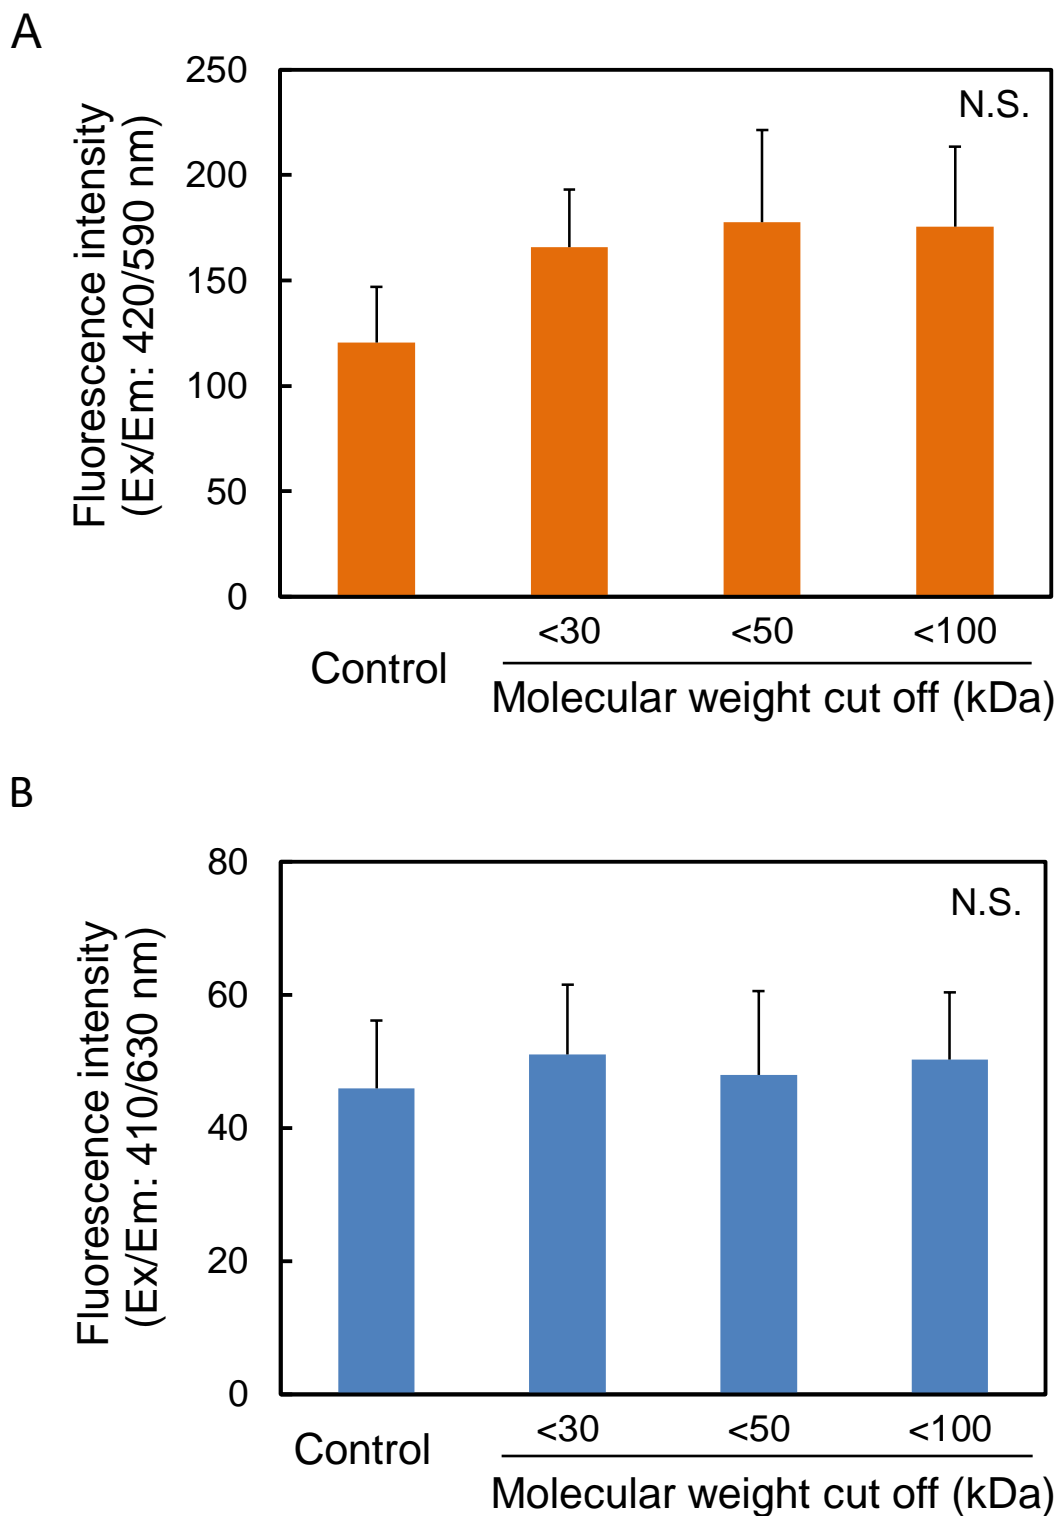 A
Fluorescence intensity
(Ex/Em: 420/590 nm)
250
200
150
100
50
0
N.S.
<30 <50 <100
Control
Molecular weight cut off (kDa)
B
Fluorescence intensity
(Ex/Em: 410/630 nm)
80
60
40
20
0
N.S.
<30 <50 <100
Control
Molecular weight cut off (kDa)